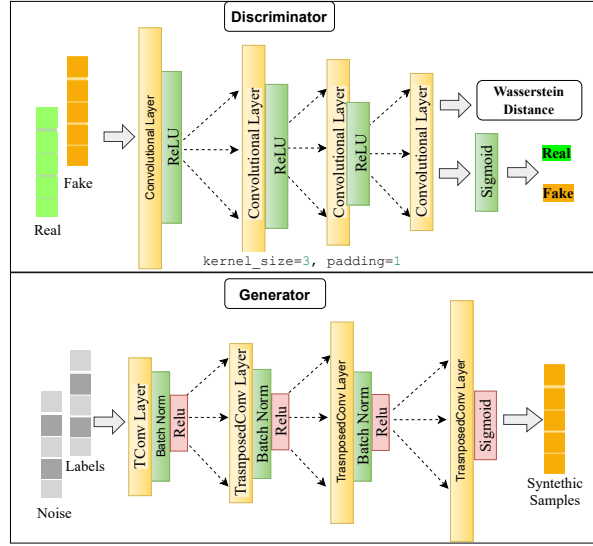 Discriminator
Real
Fake
Convolutional Layer
ReLU
Convolutional Layer
ReLU
Convolutional Layer
ReLU
Convolutional Layer
Wasserstein
Distance
Sigmoid
Real
Fake
kernel_size=3, padding=1
Generator
Noise
Labels
TConv Layer
Batch Norm
Relu
TrasnposedConv Layer
Batch Norm
Relu
TrasnposedConv Layer
Batch Norm
Relu
TrasnposedConv Layer
Sigmoid
Syntethic
Samples